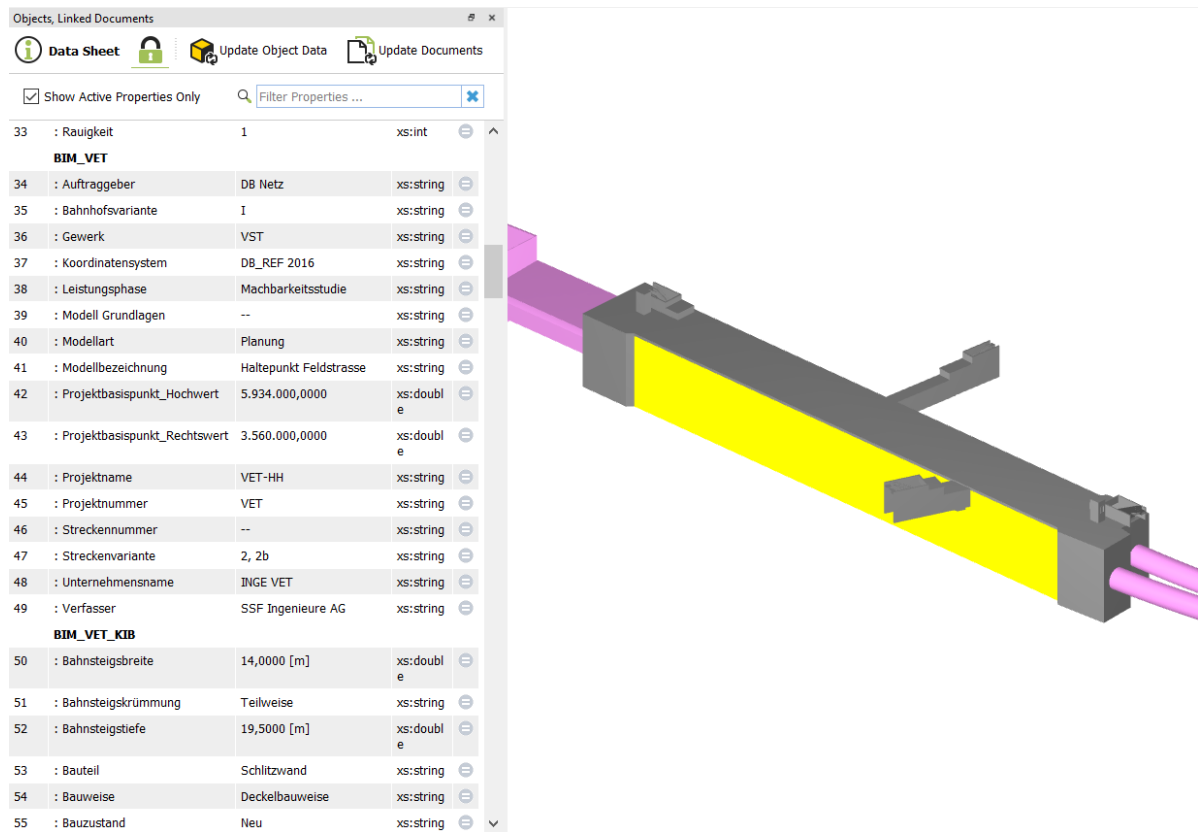 Objects, Linked Documents
Data Sheet Update Object Data Update Documents
Show Active Properties Only Filter Properties ...
33 : Rauigkeit 1 xs:int
BIM_VET
34 : Auftraggeber DB Netz xs:string
35 : Bahnhofsvariante I xs:string
36 : Gewerk VST xs:string
37 : Koordinatensystem DB_REF 2016 xs:string
38 : Leistungsphase Machbarkeitsstudie xs:string
39 : Modell Grundlagen -- xs:string
40 : Modellart Planung xs:string
41 : Modellbezeichnung Haltepunkt Feldstrasse xs:string
42 : Projektbasispunkt_Hochwert 5.934.000,0000 xs:doubl
e
43 : Projektbasispunkt_Rechtswert 3.560.000,0000 xs:doubl
e
44 : Projektname VET-HH xs:string
45 : Projektnummer VET xs:string
46 : Streckennummer -- xs:string
47 : Streckenvariante 2, 2b xs:string
48 : Unternehmensname INGE VET xs:string
49 : Verfasser SSF Ingenieure AG xs:string
BIM_VET_KIB
50 : Bahnsteigsbreite 14,0000 [m] xs:doubl
e
51 : Bahnsteigskrümmung Teilweise xs:string
52 : Bahnsteigstiefe 19,5000 [m] xs:doubl
e
53 : Bauteil Schlitzwand xs:string
54 : Bauweise Deckelbauweise xs:string
55 : Bauzustand Neu xs:string